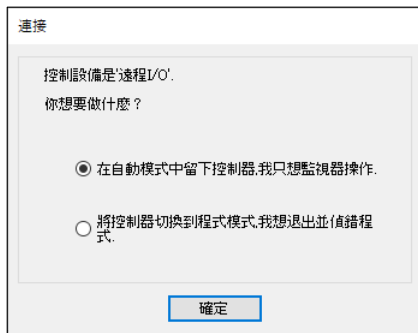 連接
控制設備是'遠程I/O'.
你想要做什麼？
在自動模式中留下控制器,我只想監視器操作.
將控制器切換到程式模式,我想退出並偵錯程
式.
確定